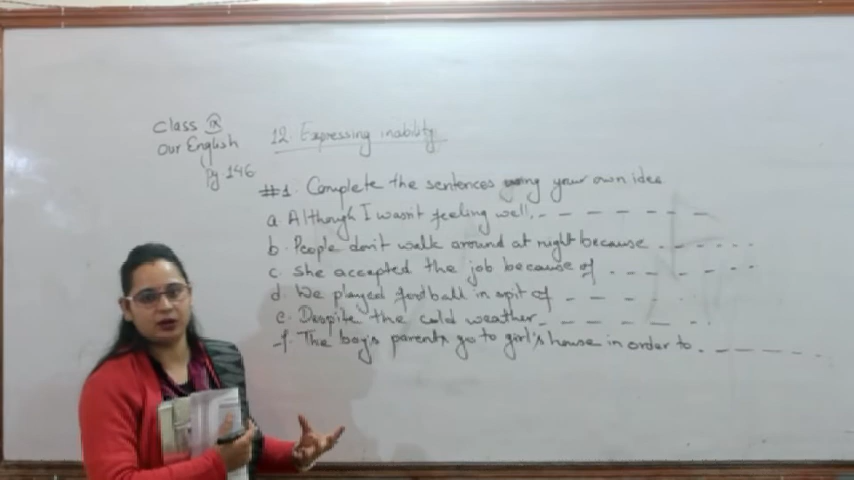 Class IX
Our English
Pg 146
12. Expressing inability
#1. Complete the sentences using your own idea
a. Although I wasn't feeling well, - - - - - - -
b. People don't walk around at night because - - - - - -
c. She accepted the job because of - - - - - - -
d. We played football in spit of - - - - - -
e. Despite the cold weather - - - - - - -
f. The boy's parents go to girl's house in order to - - - - - -